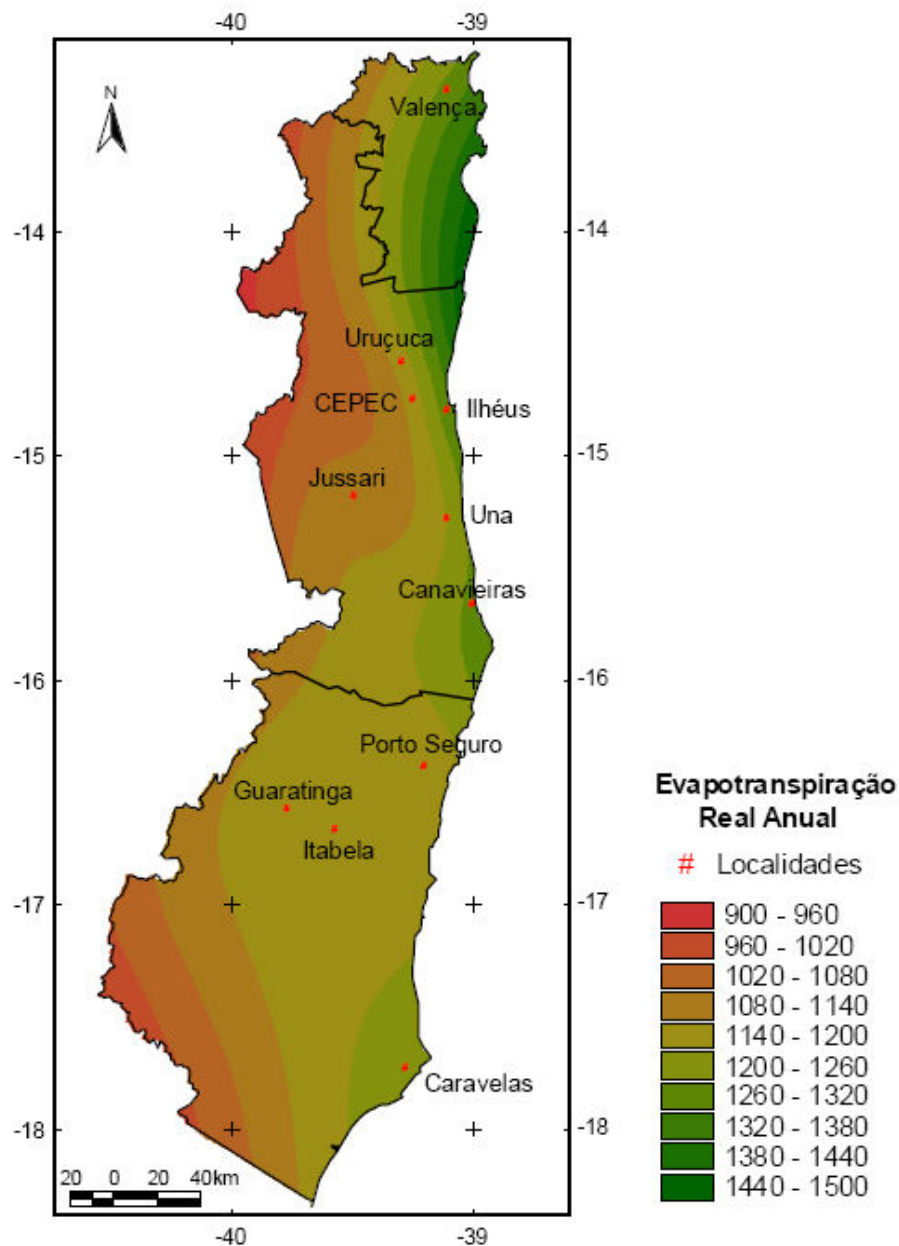 -40 -39
N
Valença
-14 -14
Uruçuca
CEPEC
Ilhéus
-15 -15
Jussari
Una
Canavieiras
-16 -16
Porto Seguro
Guaratinga
Itabela
-17 -17
Caravelas
-18 -18
20 0 20 40km
-40 -39
Evapotranspiração
Real Anual
# Localidades
900 - 960
960 - 1020
1020 - 1080
1080 - 1140
1140 - 1200
1200 - 1260
1260 - 1320
1320 - 1380
1380 - 1440
1440 - 1500